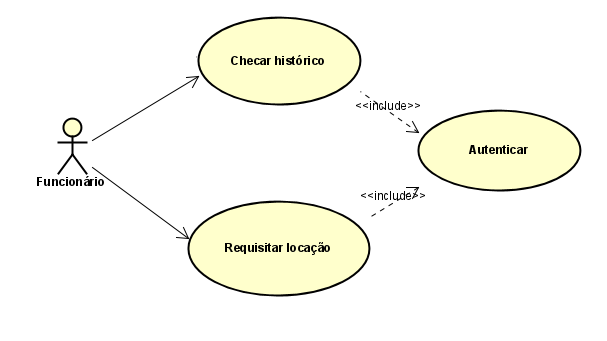 Checar histórico
<<include>>
Autenticar
Funcionário
<<include>>
Requisitar locação